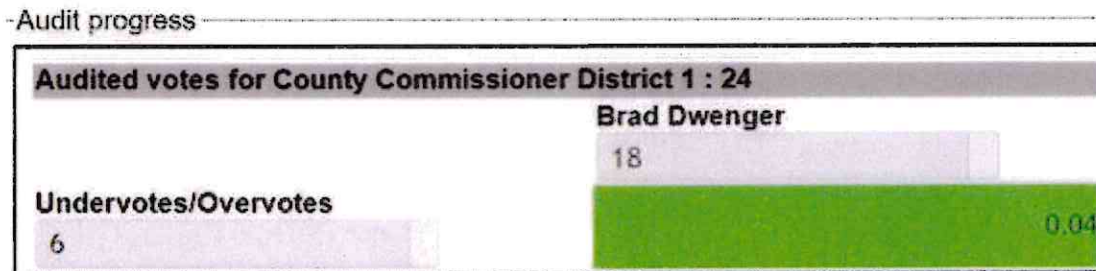 Audit progress
Audited votes for County Commissioner District 1 : 24
Brad Dwenger
18
Undervotes/Overvotes
6
0.04